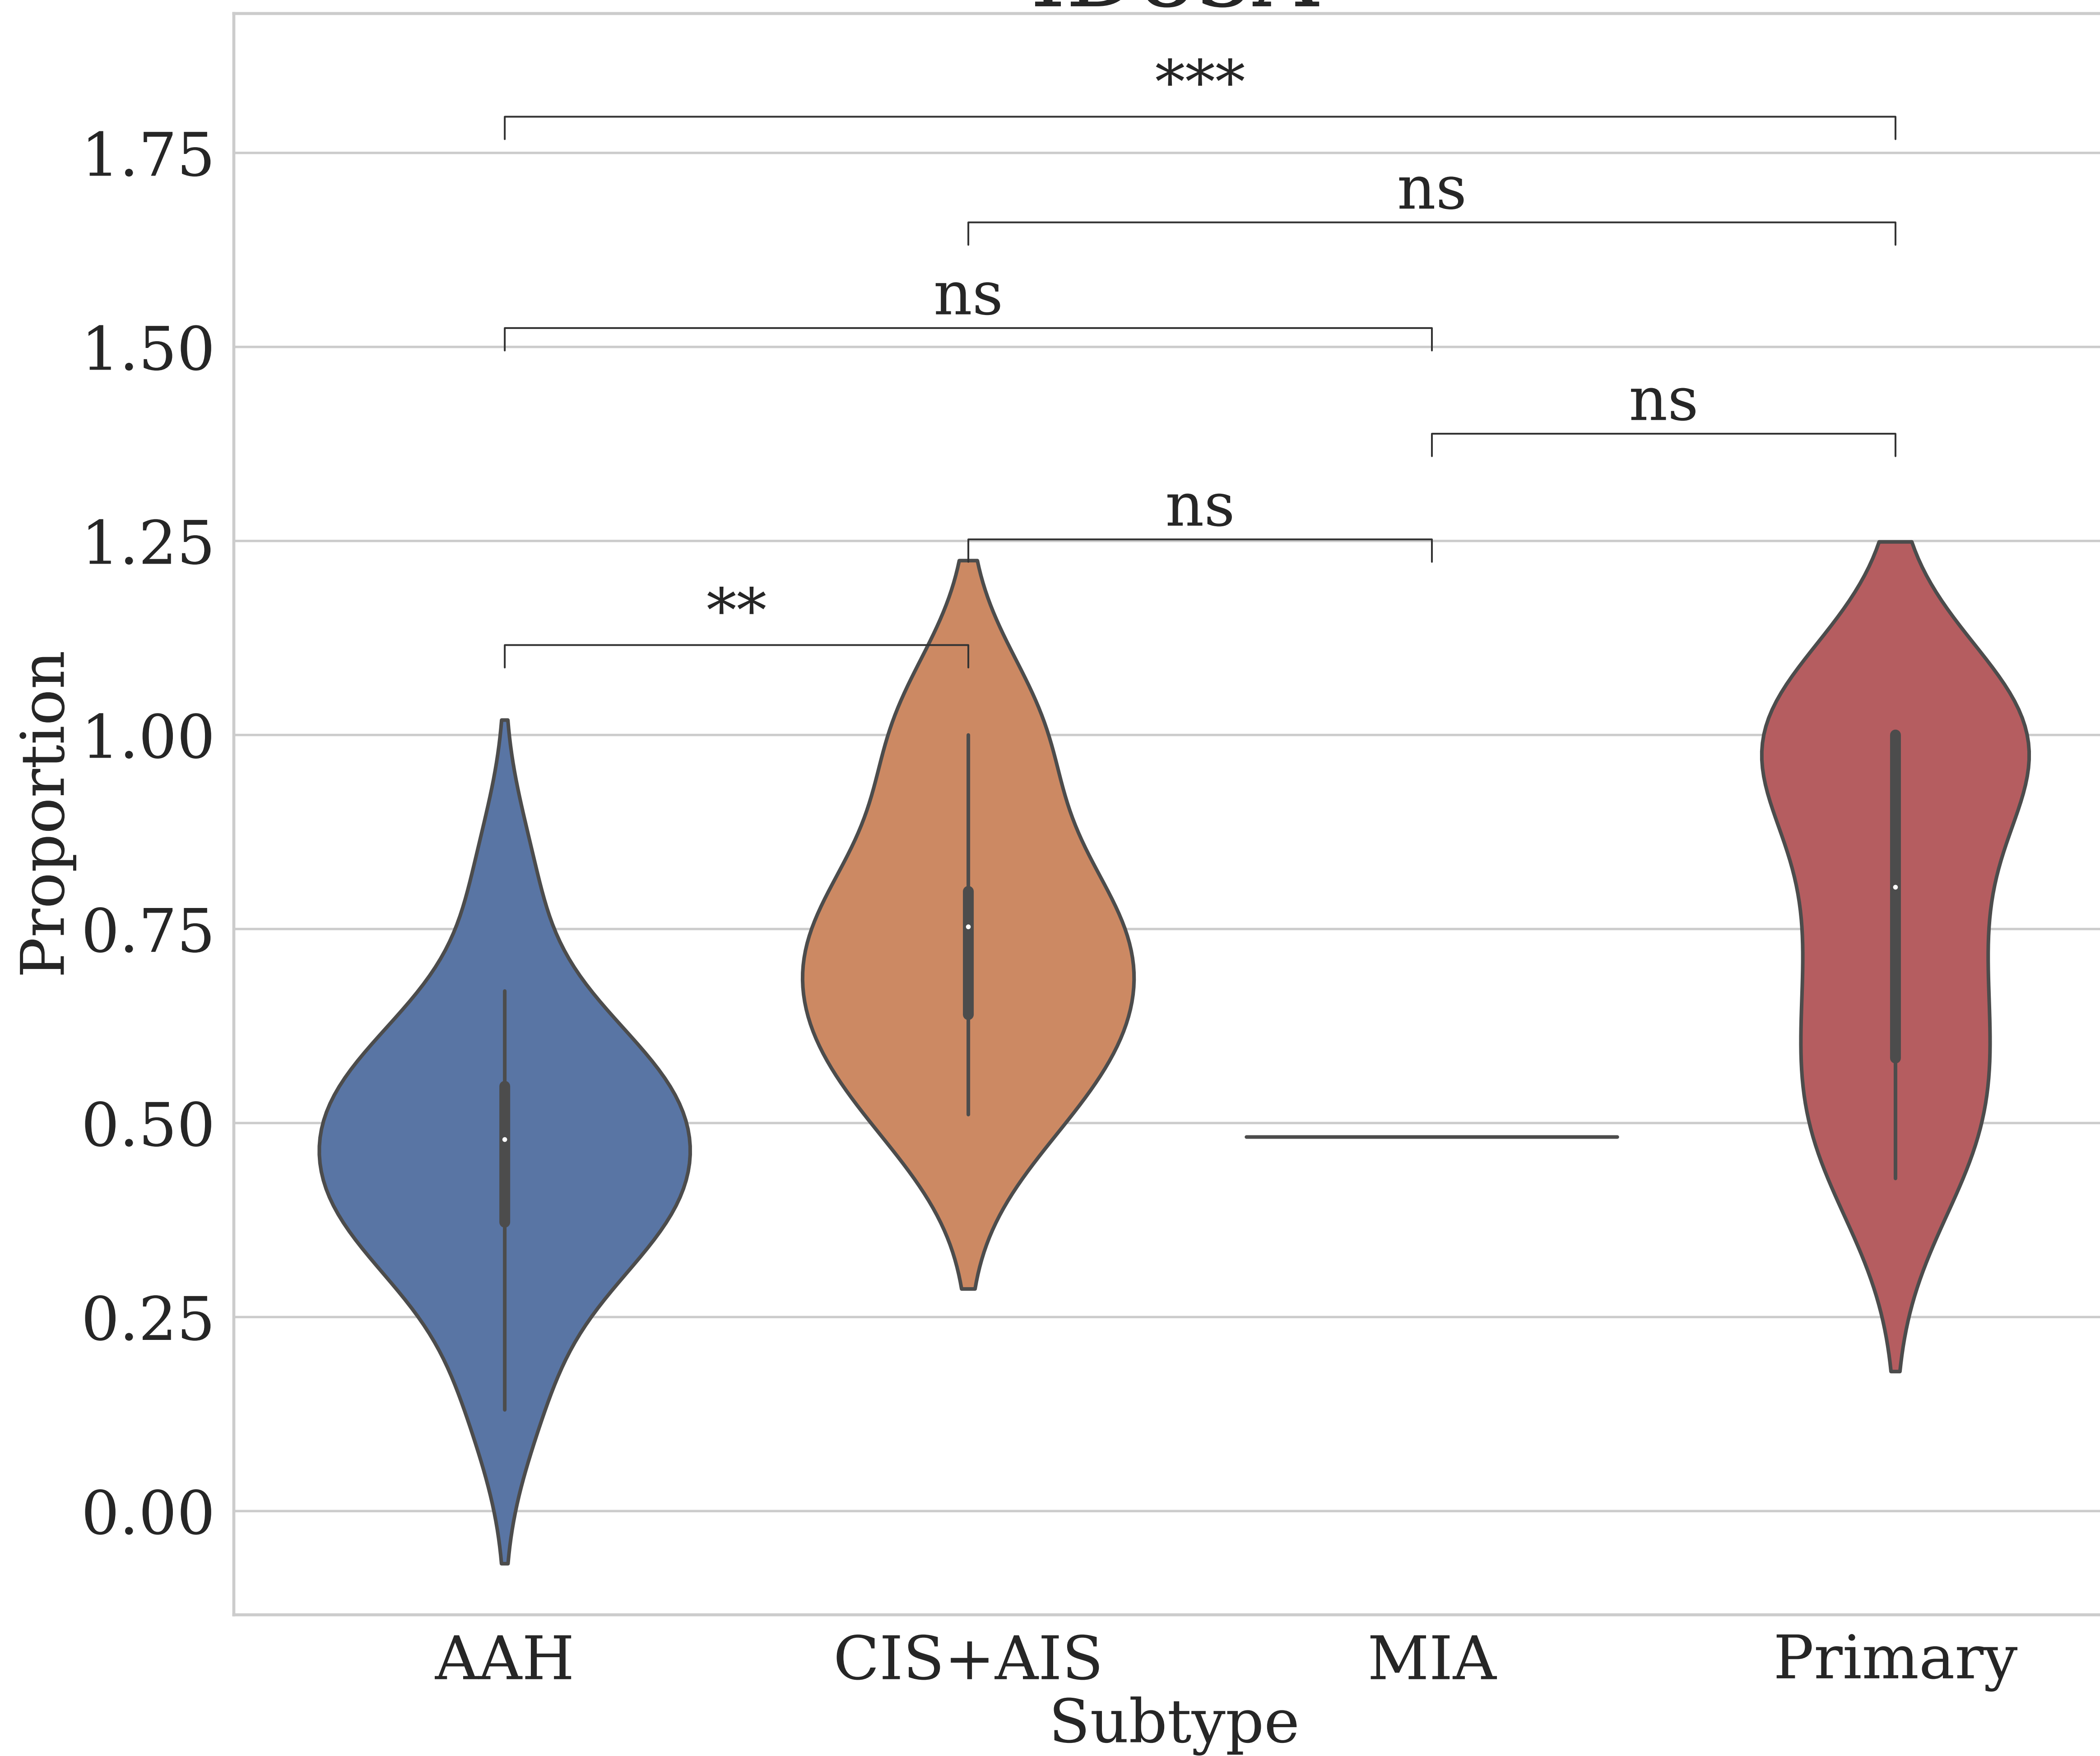 ***
1.75
ns
ns
1.50
ns
1.25
ns
**
1.00
0.75
0.50
0.25
0.00
Proportion
AAH CIS+AIS MIA Primary
Subtype